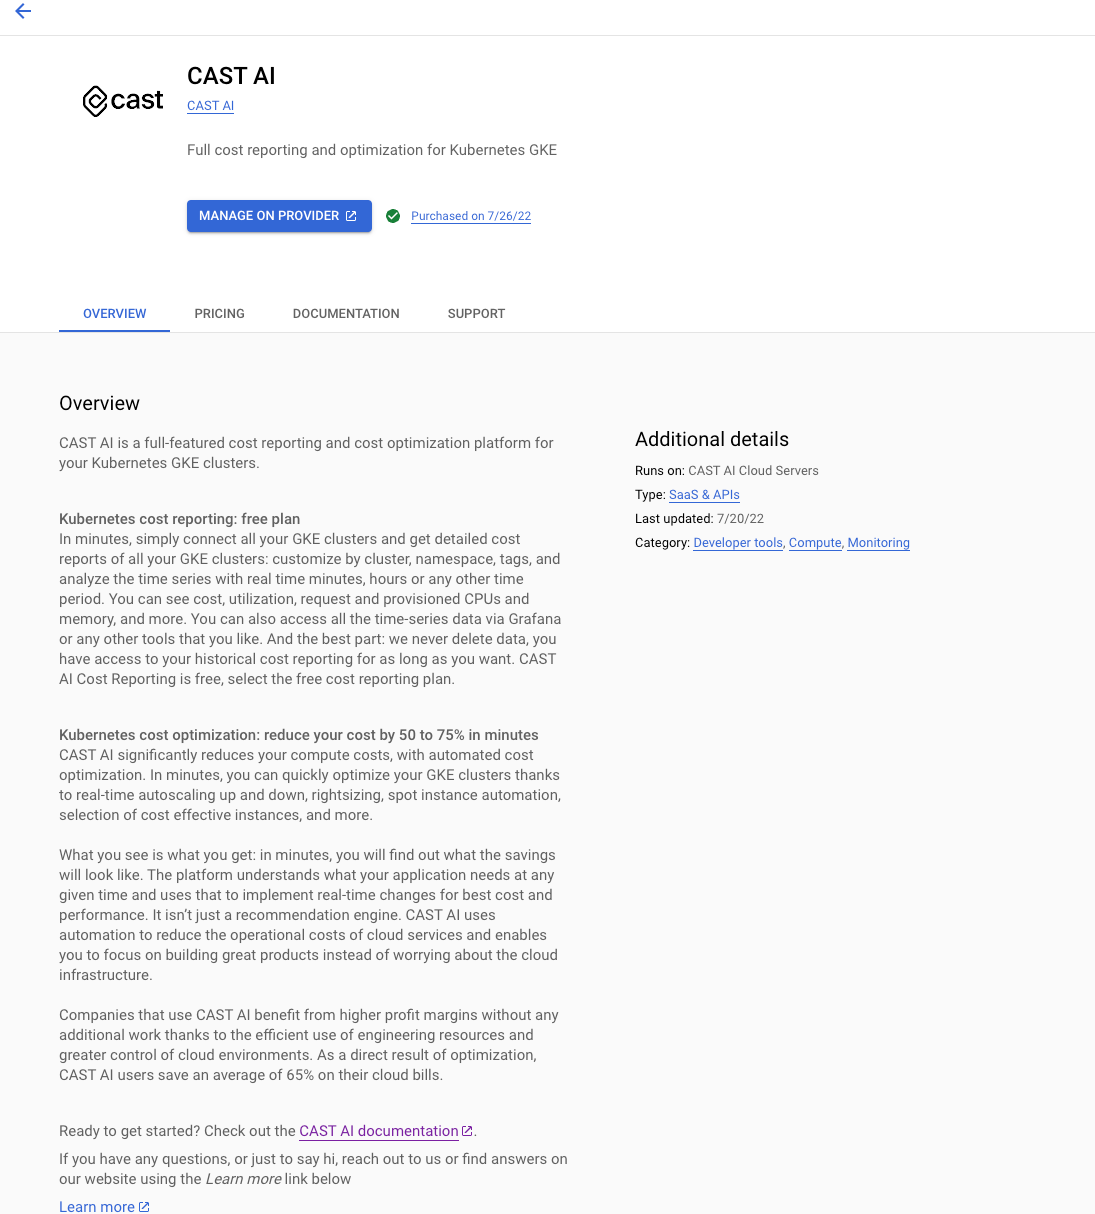 cast
CAST AI
CAST AI
Full cost reporting and optimization for Kubernetes GKE
MANAGE ON PROVIDER
Purchased on 7/26/22
OVERVIEW
PRICING
DOCUMENTATION
SUPPORT
Overview
CAST AI is a full-featured cost reporting and cost optimization platform for
your Kubernetes GKE clusters.
Kubernetes cost reporting: free plan
In minutes, simply connect all your GKE clusters and get detailed cost
reports of all your GKE clusters: customize by cluster, namespace, tags, and
analyze the time series with real time minutes, hours or any other time
period. You can see cost, utilization, request and provisioned CPUs and
memory, and more. You can also access all the time-series data via Grafana
or any other tools that you like. And the best part: we never delete data, you
have access to your historical cost reporting for as long as you want. CAST
AI Cost Reporting is free, select the free cost reporting plan.
Kubernetes cost optimization: reduce your cost by 50 to 75% in minutes
CAST AI significantly reduces your compute costs, with automated cost
optimization. In minutes, you can quickly optimize your GKE clusters thanks
to real-time autoscaling up and down, rightsizing, spot instance automation,
selection of cost effective instances, and more.
What you see is what you get: in minutes, you will find out what the savings
will look like. The platform understands what your application needs at any
given time and uses that to implement real-time changes for best cost and
performance. It isn’t just a recommendation engine. CAST AI uses
automation to reduce the operational costs of cloud services and enables
you to focus on building great products instead of worrying about the cloud
infrastructure.
Companies that use CAST AI benefit from higher profit margins without any
additional work thanks to the efficient use of engineering resources and
greater control of cloud environments. As a direct result of optimization,
CAST AI users save an average of 65% on their cloud bills.
Ready to get started? Check out the CAST AI documentation.
If you have any questions, or just to say hi, reach out to us or find answers on
our website using the Learn more link below
Learn more
Additional details
Runs on: CAST AI Cloud Servers
Type: SaaS & APIs
Last updated: 7/20/22
Category: Developer tools, Compute, Monitoring